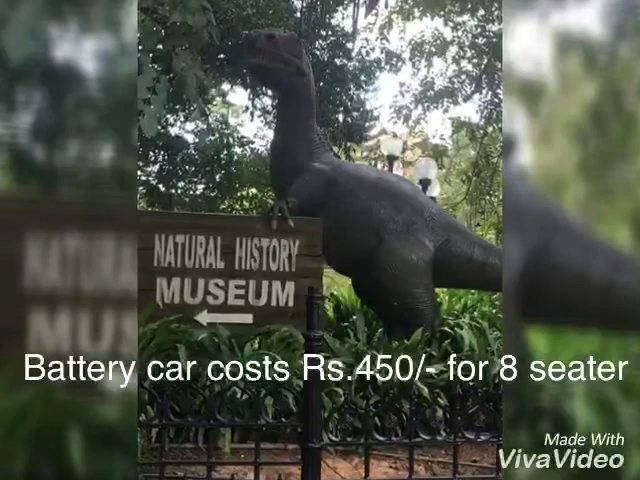 NATURAL HISTORY
MUSEUM
Battery car costs Rs.450/- for 8 seater
Made With
VivaVideo